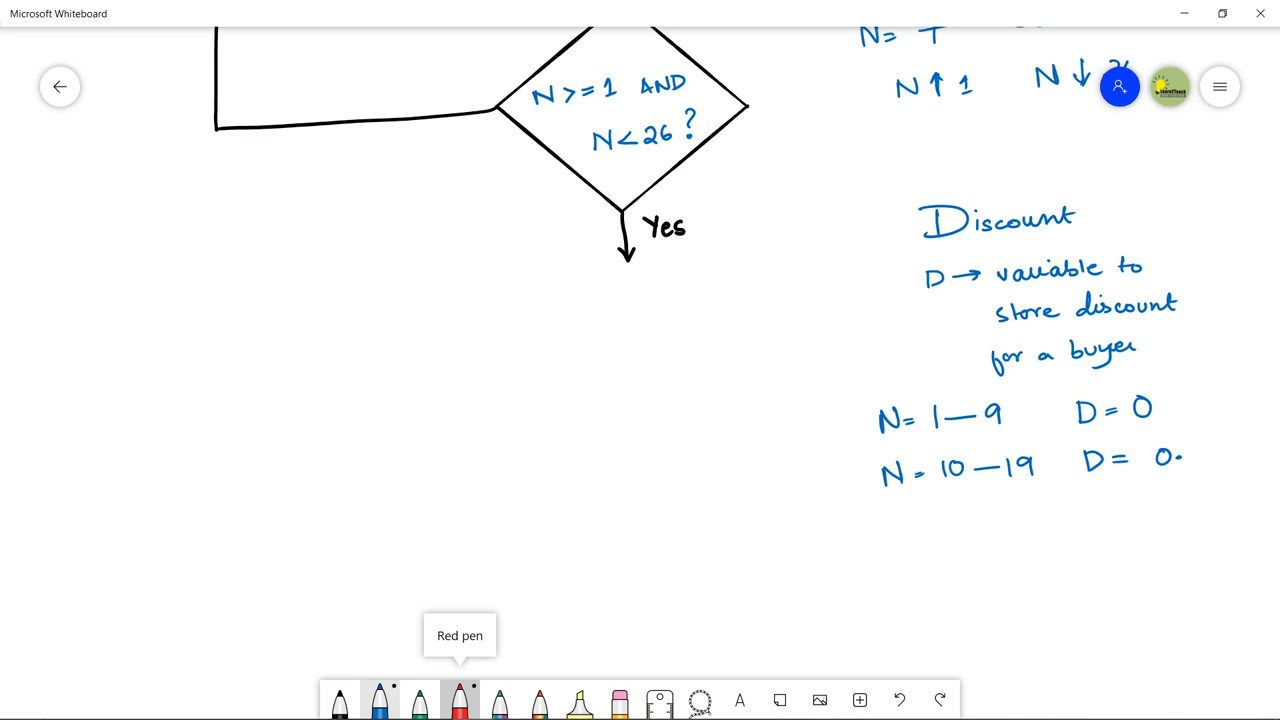 Microsoft Whiteboard
N=
N ↑ 1 N ↓
N >= 1 AND
N < 26 ?
Yes
Discount
D → variable to
store discount
for a buyer
N = 1 — 9 D = 0
N = 10 — 19 D = 0.
Red pen
A